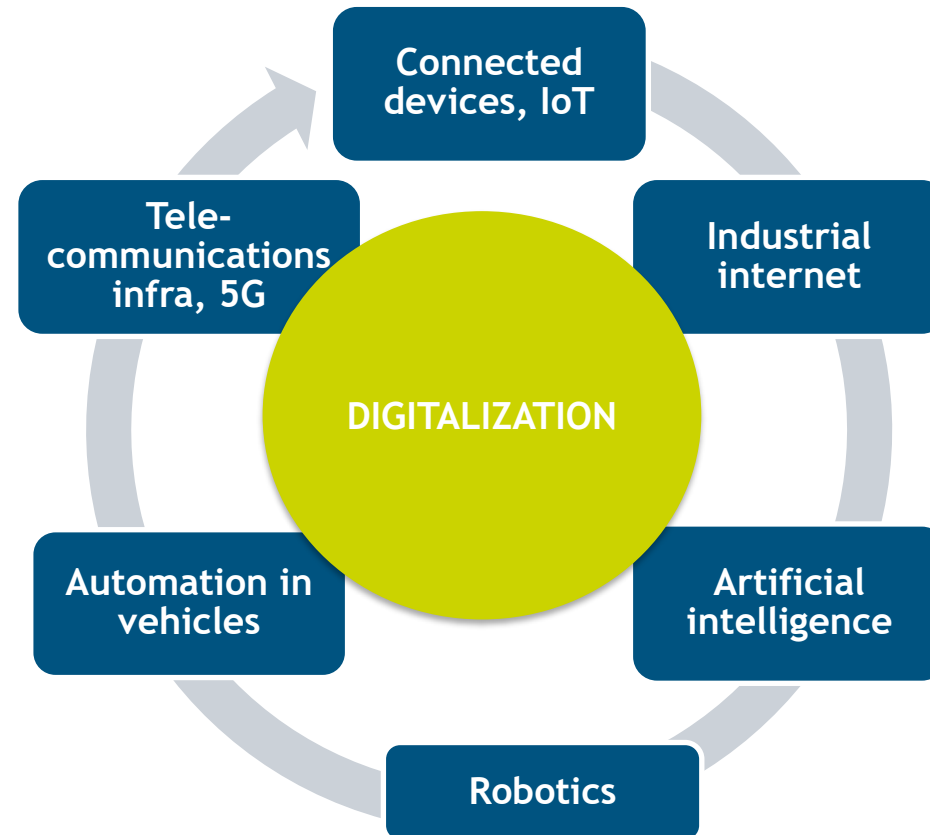 Connected
devices, IoT
Tele-
communications
infra, 5G
Industrial
internet
DIGITALIZATION
Automation in
vehicles
Artificial
intelligence
Robotics